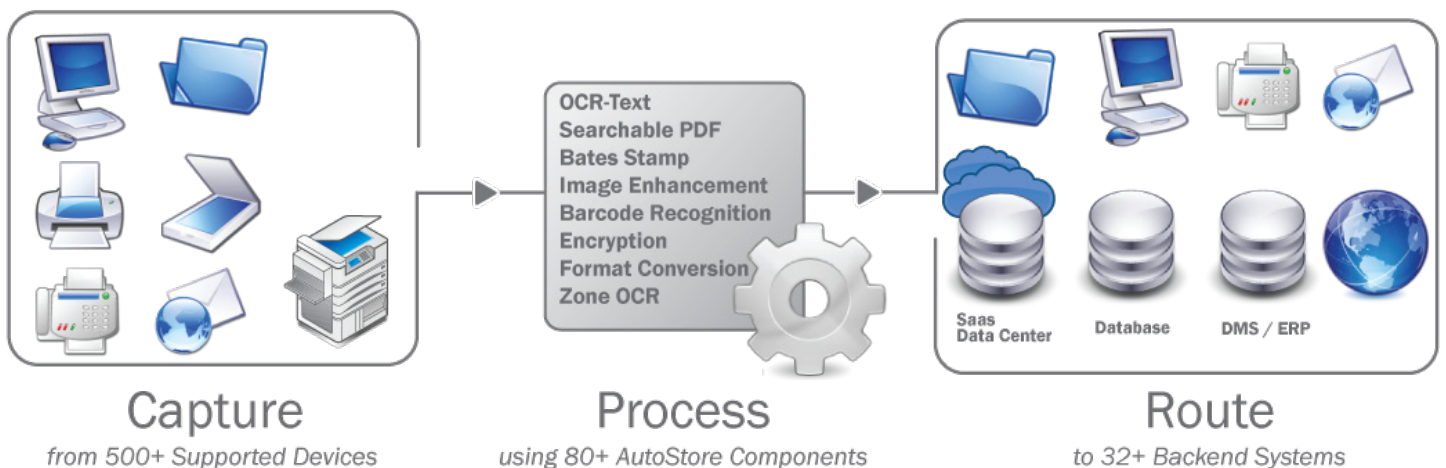 OCR-Text
Searchable PDF
Bates Stamp
Image Enhancement
Barcode Recognition
Encryption
Format Conversion
Zone OCR
Saas
Data Center
Database
DMS / ERP
Capture
from 500+ Supported Devices
Process
using 80+ AutoStore Components
Route
to 32+ Backend Systems